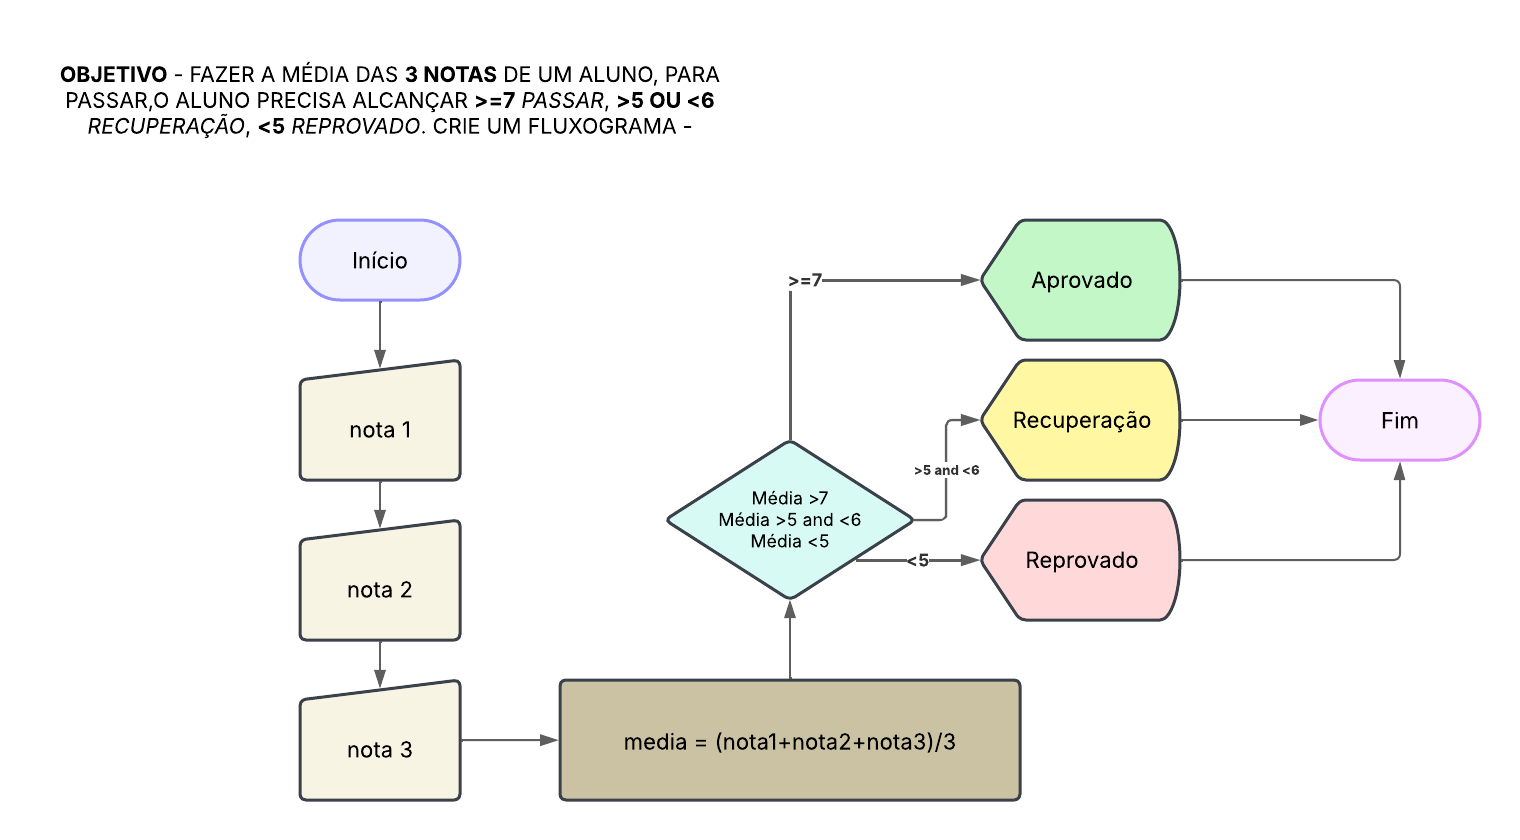 OBJETIVO - FAZER A MÉDIA DAS 3 NOTAS DE UM ALUNO, PARA
PASSAR,O ALUNO PRECISA ALCANÇAR >=7 PASSAR, >5 OU <6
RECUPERAÇÃO, <5 REPROVADO. CRIE UM FLUXOGRAMA -
Início
nota 1
nota 2
nota 3
media = (nota1+nota2+nota3)/3
Média >7
Média >5 and <6
Média <5
>=7
Aprovado
>5 and <6
Recuperação
<5
Reprovado
Fim